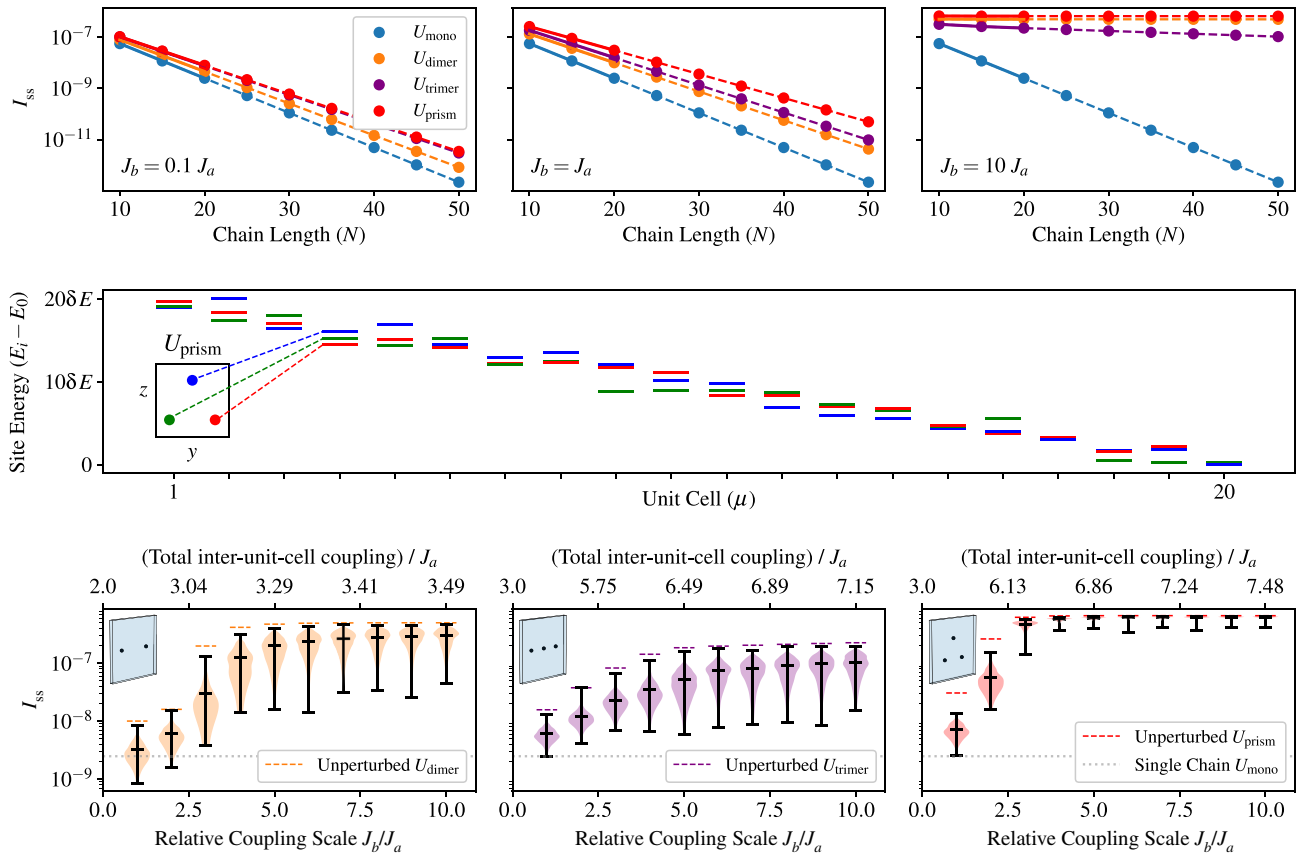 10⁻⁷
10⁻⁹
10⁻¹¹
I_ss
U_mono
U_dimer
U_trimer
U_prism
J_b = 0.1 J_a
J_b = J_a
J_b = 10 J_a
10 20 30 40 50
10 20 30 40 50
10 20 30 40 50
Chain Length (N)
Chain Length (N)
Chain Length (N)
Site Energy (E_i − E_0)
20δE
10δE
0
U_prism
z
y
1
Unit Cell (μ)
20
(Total inter-unit-cell coupling) / J_a
(Total inter-unit-cell coupling) / J_a
(Total inter-unit-cell coupling) / J_a
2.0 3.04 3.29 3.41 3.49
3.0 5.75 6.49 6.89 7.15
3.0 6.13 6.86 7.24 7.48
I_ss
10⁻⁷
10⁻⁸
10⁻⁹
Unperturbed U_dimer
Unperturbed U_trimer
Unperturbed U_prism
Single Chain U_mono
0.0 2.5 5.0 7.5 10.0
0.0 2.5 5.0 7.5 10.0
0.0 2.5 5.0 7.5 10.0
Relative Coupling Scale J_b/J_a
Relative Coupling Scale J_b/J_a
Relative Coupling Scale J_b/J_a